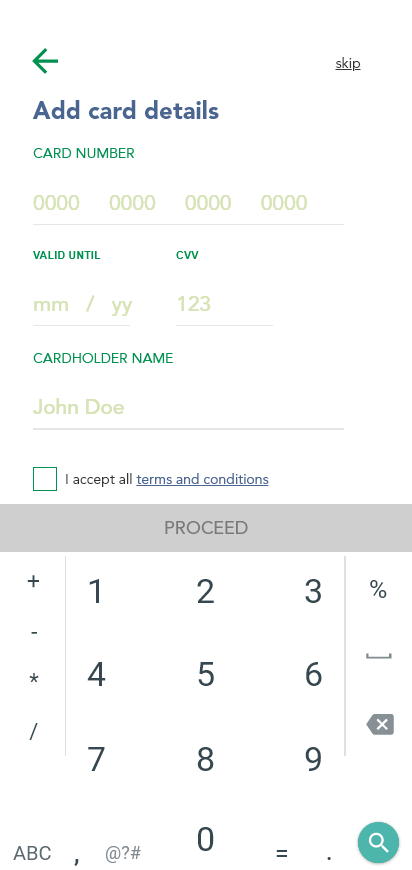 skip
Add card details
CARD NUMBER
0000 0000 0000 0000
VALID UNTIL CVV
mm / yy 123
CARDHOLDER NAME
John Doe
I accept all terms and conditions
PROCEED
+ 1 2 3 %
-
* 4 5 6
/ 7 8 9
ABC , @?# 0 = .